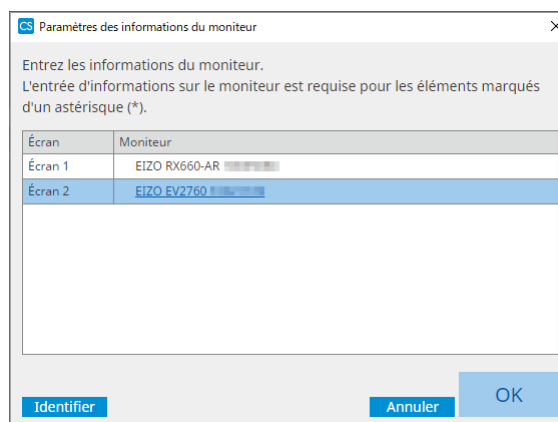 CS Paramètres des informations du moniteur
Entrez les informations du moniteur.
L'entrée d'informations sur le moniteur est requise pour les éléments marqués
d'un astérisque (*).
Écran Moniteur
Écran 1 EIZO RX660-AR
Écran 2 EIZO EV2760
Identifier Annuler OK